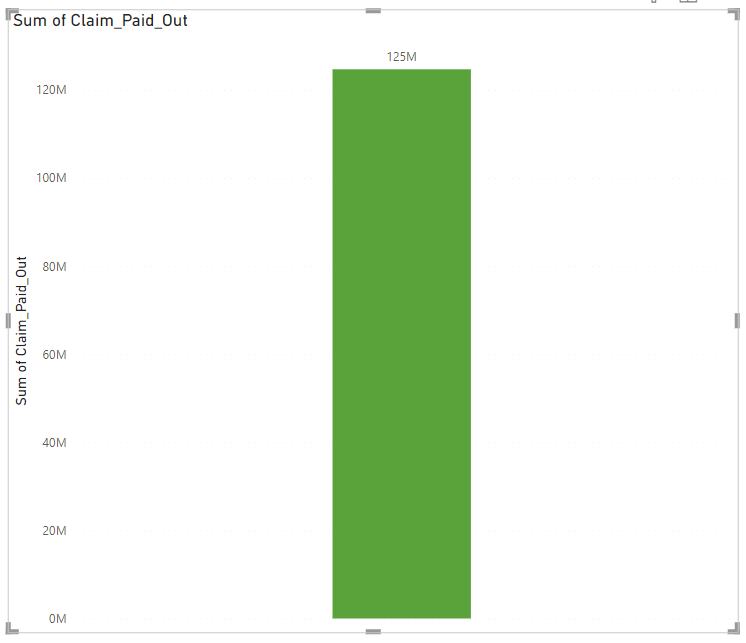 Sum of Claim_Paid_Out
125M
120M
100M
80M
60M
40M
20M
0M
Sum of Claim_Paid_Out